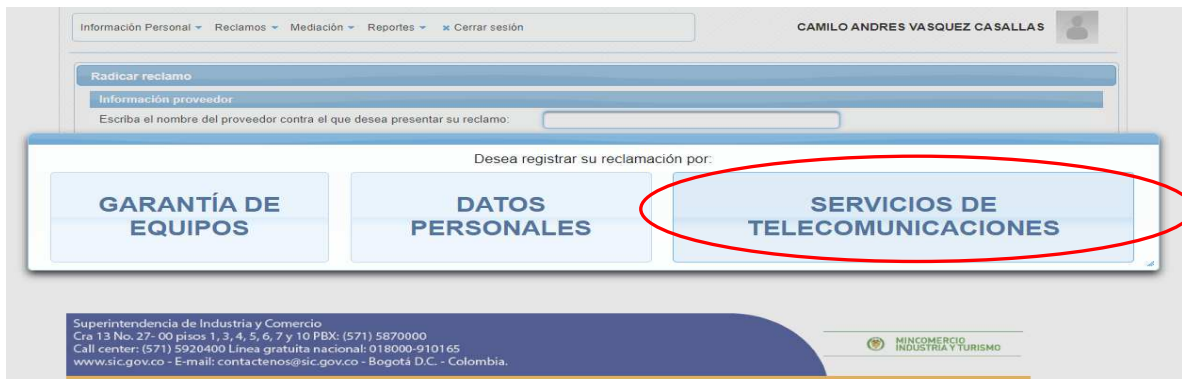 Información Personal Reclamos Mediación Reportes Cerrar sesión
CAMILO ANDRES VASQUEZ CASALLAS
Radicar reclamo
Información proveedor
Escriba el nombre del proveedor contra el que desea presentar su reclamo:
Desea registrar su reclamación por:
GARANTÍA DE
EQUIPOS
DATOS
PERSONALES
SERVICIOS DE
TELECOMUNICACIONES
Superintendencia de Industria y Comercio
Cra 13 No. 27- 00 pisos 1, 3, 4, 5, 6, 7 y 10 PBX: (571) 5870000
Call center: (571) 5920400 Línea gratuita nacional: 018000-910165
www.sic.gov.co - E-mail: contactenos@sic.gov.co - Bogotá D.C. - Colombia.
MINCOMERCIO
INDUSTRIA Y TURISMO